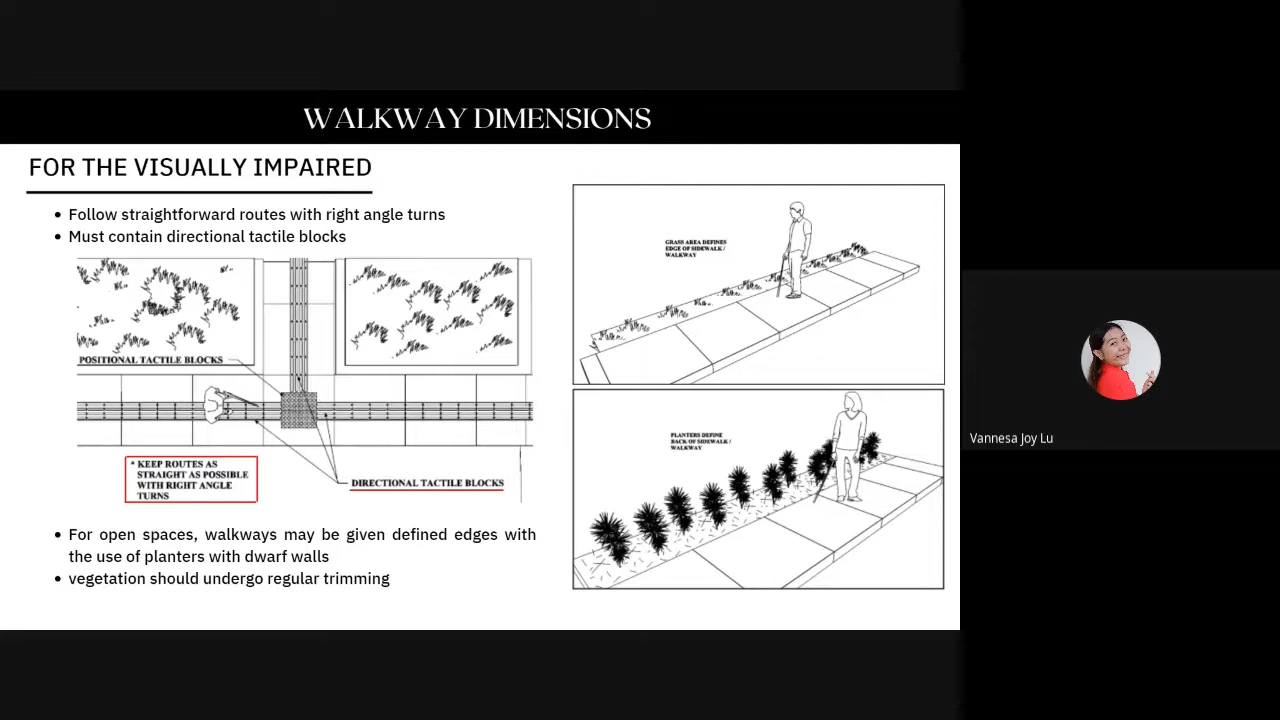 WALKWAY DIMENSIONS
FOR THE VISUALLY IMPAIRED
• Follow straightforward routes with right angle turns
• Must contain directional tactile blocks
POSITIONAL TACTILE BLOCKS
* KEEP ROUTES AS
STRAIGHT AS POSSIBLE
WITH RIGHT ANGLE
TURNS
DIRECTIONAL TACTILE BLOCKS
• For open spaces, walkways may be given defined edges with
the use of planters with dwarf walls
• vegetation should undergo regular trimming
GRASS AREA DEFINES
EDGE OF SIDEWALK /
WALKWAY
PLANTERS DEFINE
BACK OF SIDEWALK /
WALKWAY
Vannesa Joy Lu